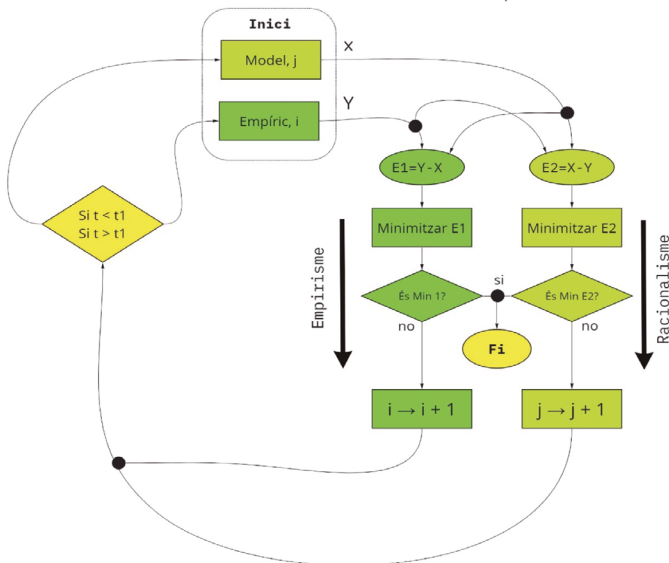 Inici
Model, j
X
Empíric, i
Y
E1=Y-X
E2=X-Y
Si t < t1
Si t > t1
Minimitzar E1
Minimitzar E2
Empirisme
Racionalisme
És Min 1?
si
És Min E2?
no
no
Fi
i → i + 1
j → j + 1